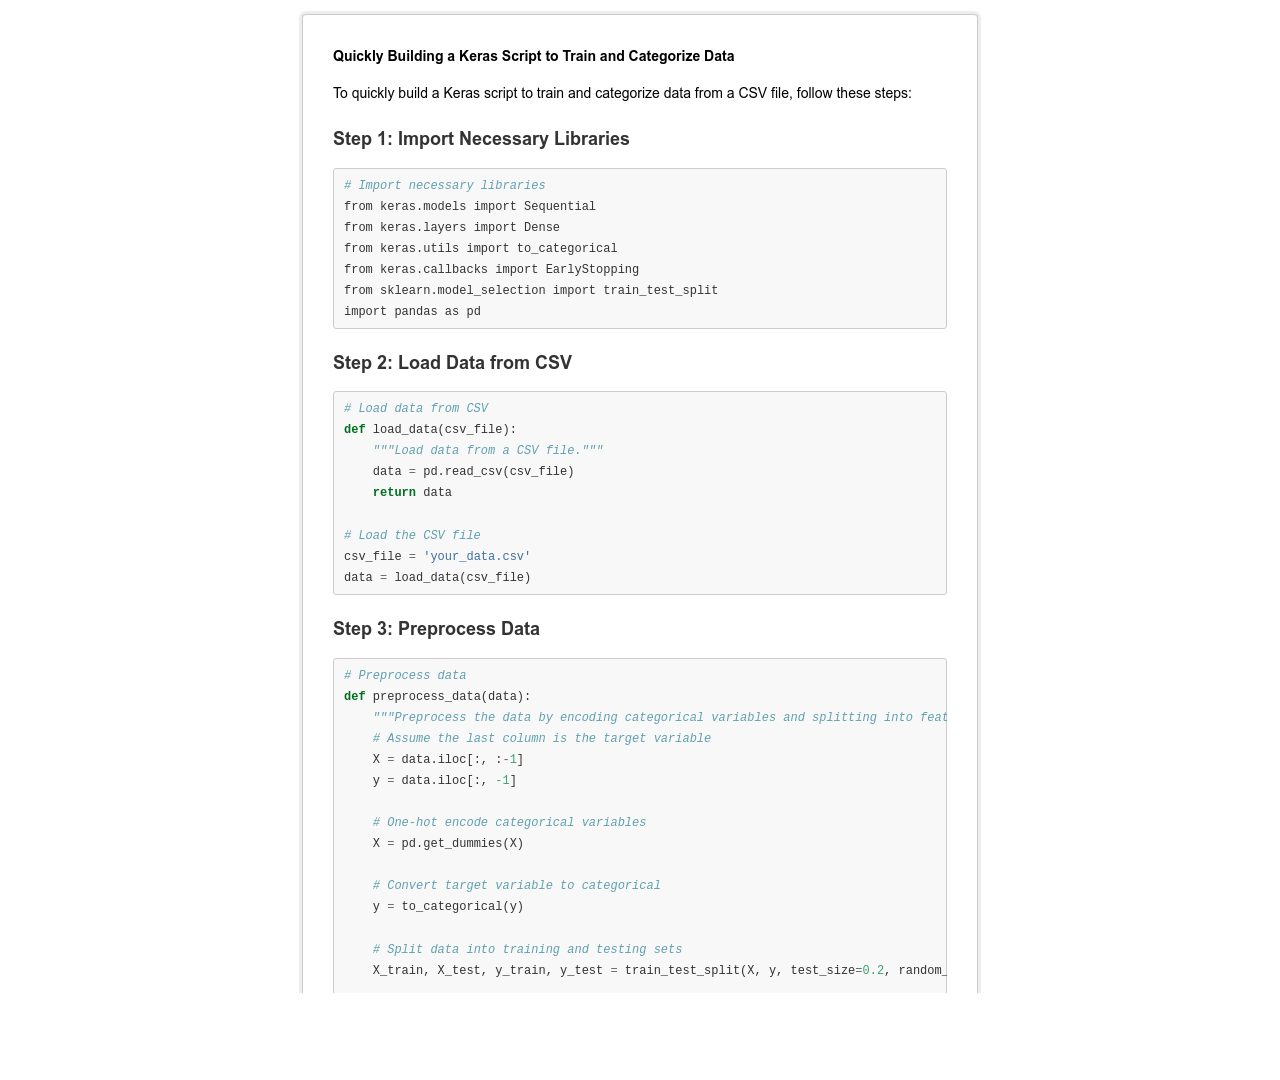 Quickly Building a Keras Script to Train and Categorize Data
To quickly build a Keras script to train and categorize data from a CSV file, follow these steps:
Step 1: Import Necessary Libraries
# Import necessary libraries
from keras.models import Sequential
from keras.layers import Dense
from keras.utils import to_categorical
from keras.callbacks import EarlyStopping
from sklearn.model_selection import train_test_split
import pandas as pd
Step 2: Load Data from CSV
# Load data from CSV
def load_data(csv_file):
    """Load data from a CSV file."""
    data = pd.read_csv(csv_file)
    return data
# Load the CSV file
csv_file = 'your_data.csv'
data = load_data(csv_file)
Step 3: Preprocess Data
# Preprocess data
def preprocess_data(data):
    """Preprocess the data by encoding categorical variables and splitting into feat
    # Assume the last column is the target variable
    X = data.iloc[:, :-1]
    y = data.iloc[:, -1]
    # One-hot encode categorical variables
    X = pd.get_dummies(X)
    # Convert target variable to categorical
    y = to_categorical(y)
    # Split data into training and testing sets
    X_train, X_test, y_train, y_test = train_test_split(X, y, test_size=0.2, random_